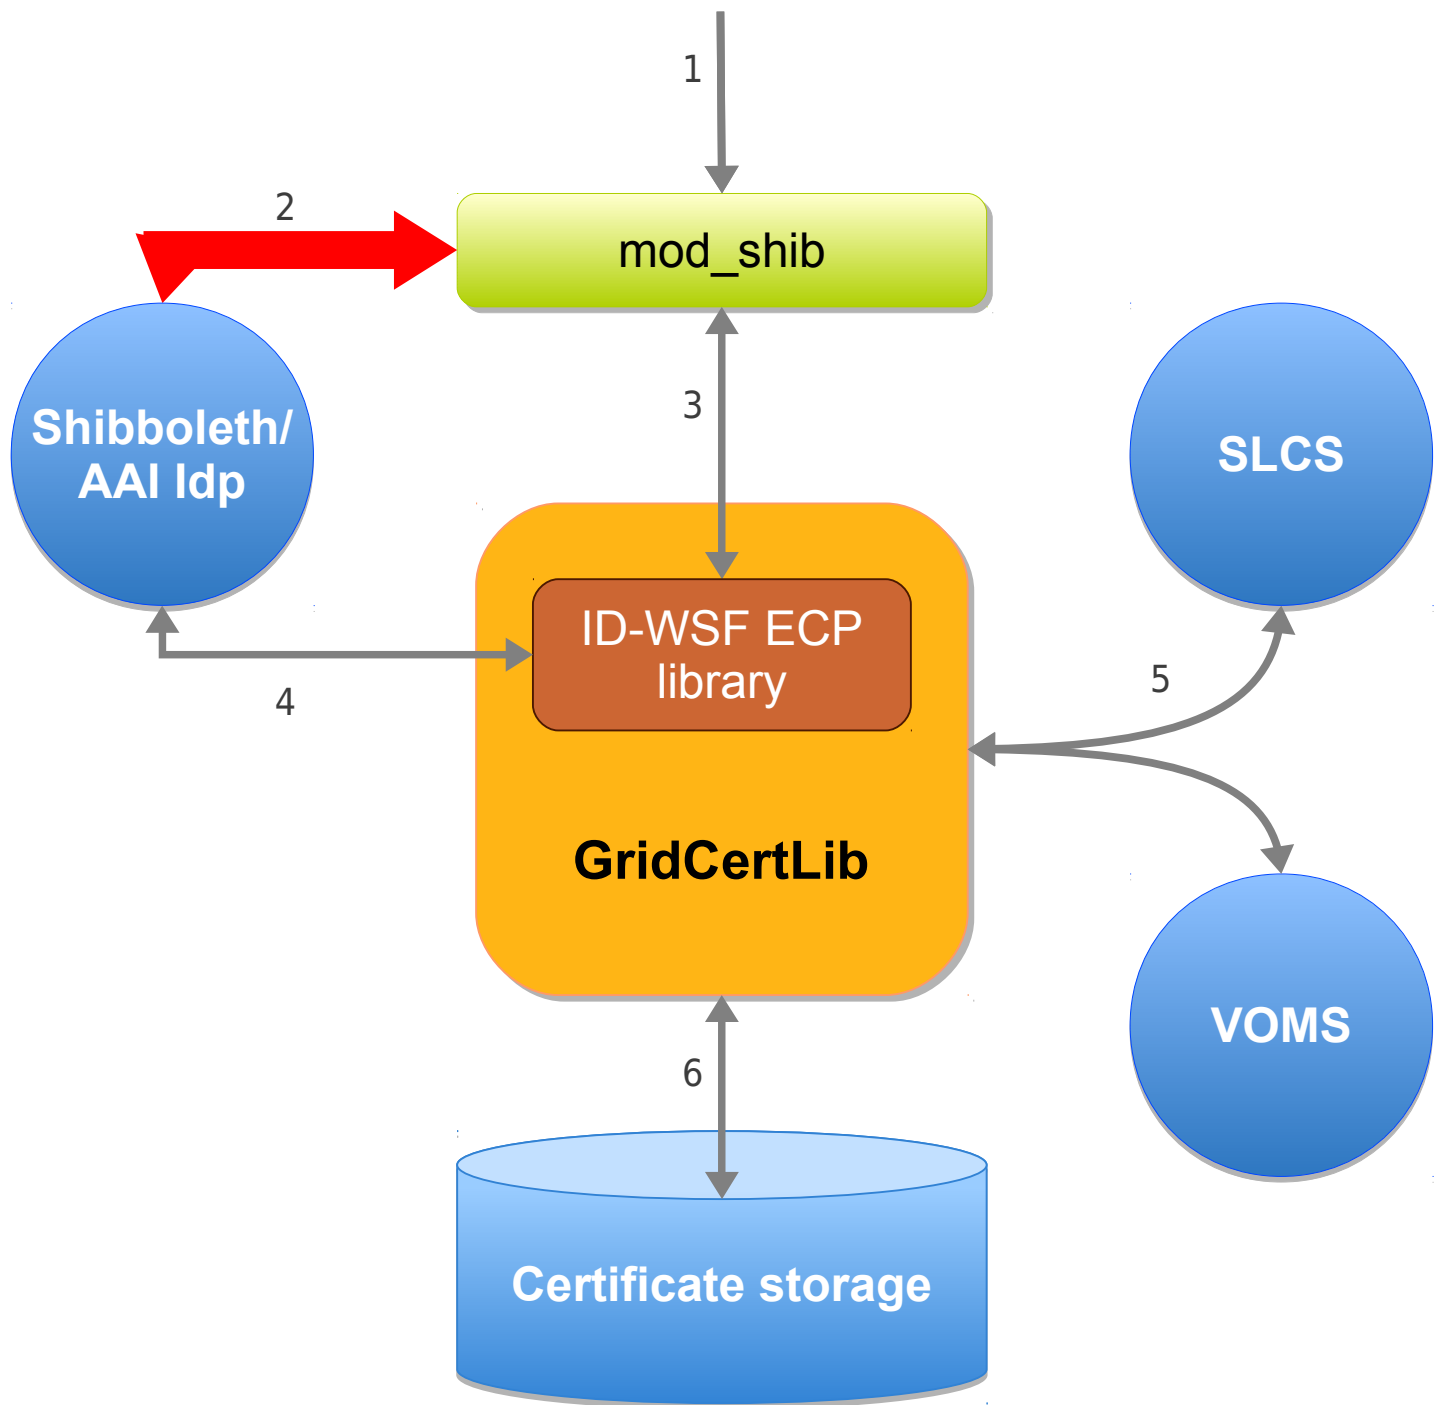 1
2
mod_shib
3
Shibboleth/
AAI Idp
SLCS
ID-WSF ECP
library
4
5
GridCertLib
VOMS
6
Certificate storage